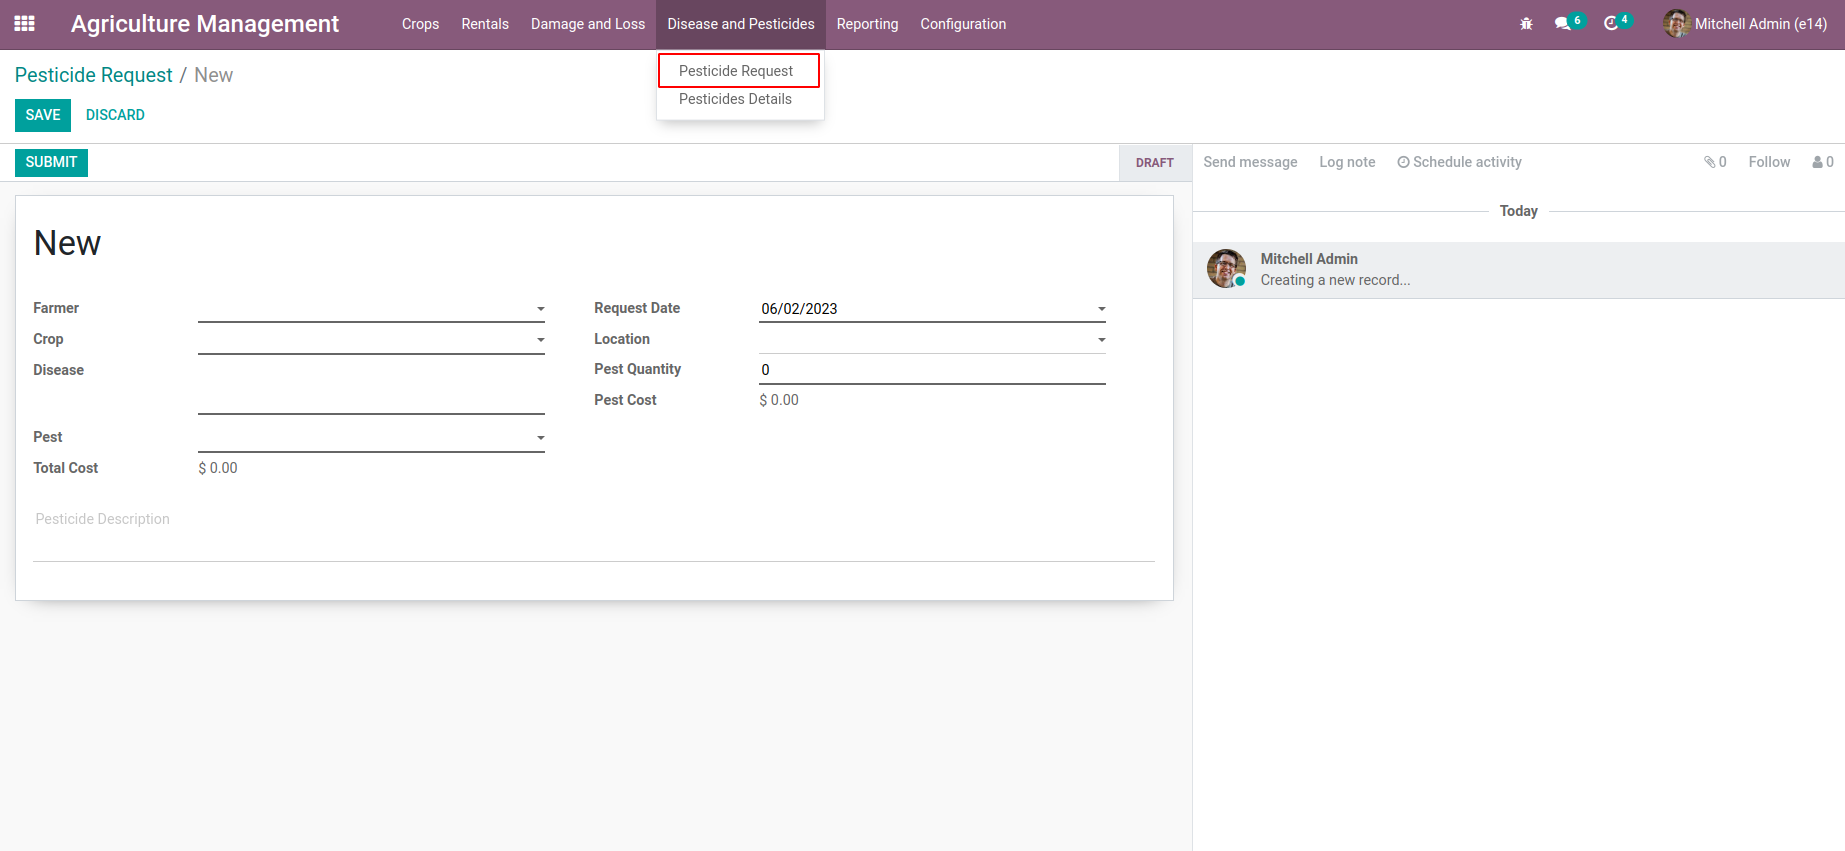 Agriculture Management Crops Rentals Damage and Loss Disease and Pesticides Reporting Configuration 6 4 Mitchell Admin (e14)
Pesticide Request
Pesticides Details
Pesticide Request / New
SAVE DISCARD
SUBMIT DRAFT
Send message Log note Schedule activity 0 Follow 0
New
Farmer
Crop
Disease
Pest
Total Cost $ 0.00
Request Date 06/02/2023
Location
Pest Quantity 0
Pest Cost $ 0.00
Pesticide Description
Today
Mitchell Admin
Creating a new record...